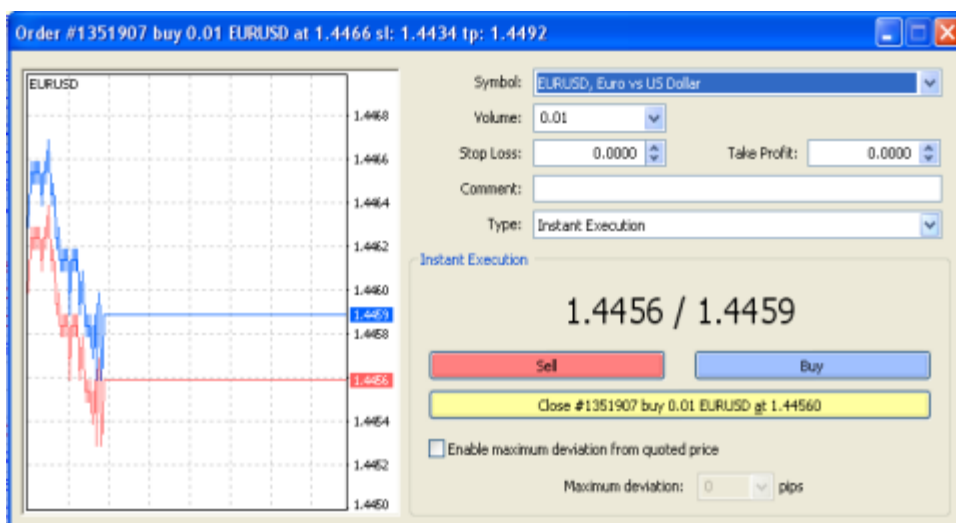 Order #1351907 buy 0.01 EURUSD at 1.4466 sl: 1.4434 tp: 1.4492
EURUSD
1.4468
1.4466
1.4464
1.4462
1.4460
1.4459
1.4458
1.4456
1.4454
1.4452
1.4450
Symbol: EURUSD, Euro vs US Dollar
Volume: 0.01
Stop Loss: 0.0000 Take Profit: 0.0000
Comment:
Type: Instant Execution
Instant Execution
1.4456 / 1.4459
Sell Buy
Close #1351907 buy 0.01 EURUSD at 1.44560
Enable maximum deviation from quoted price
Maximum deviation: 0 pips